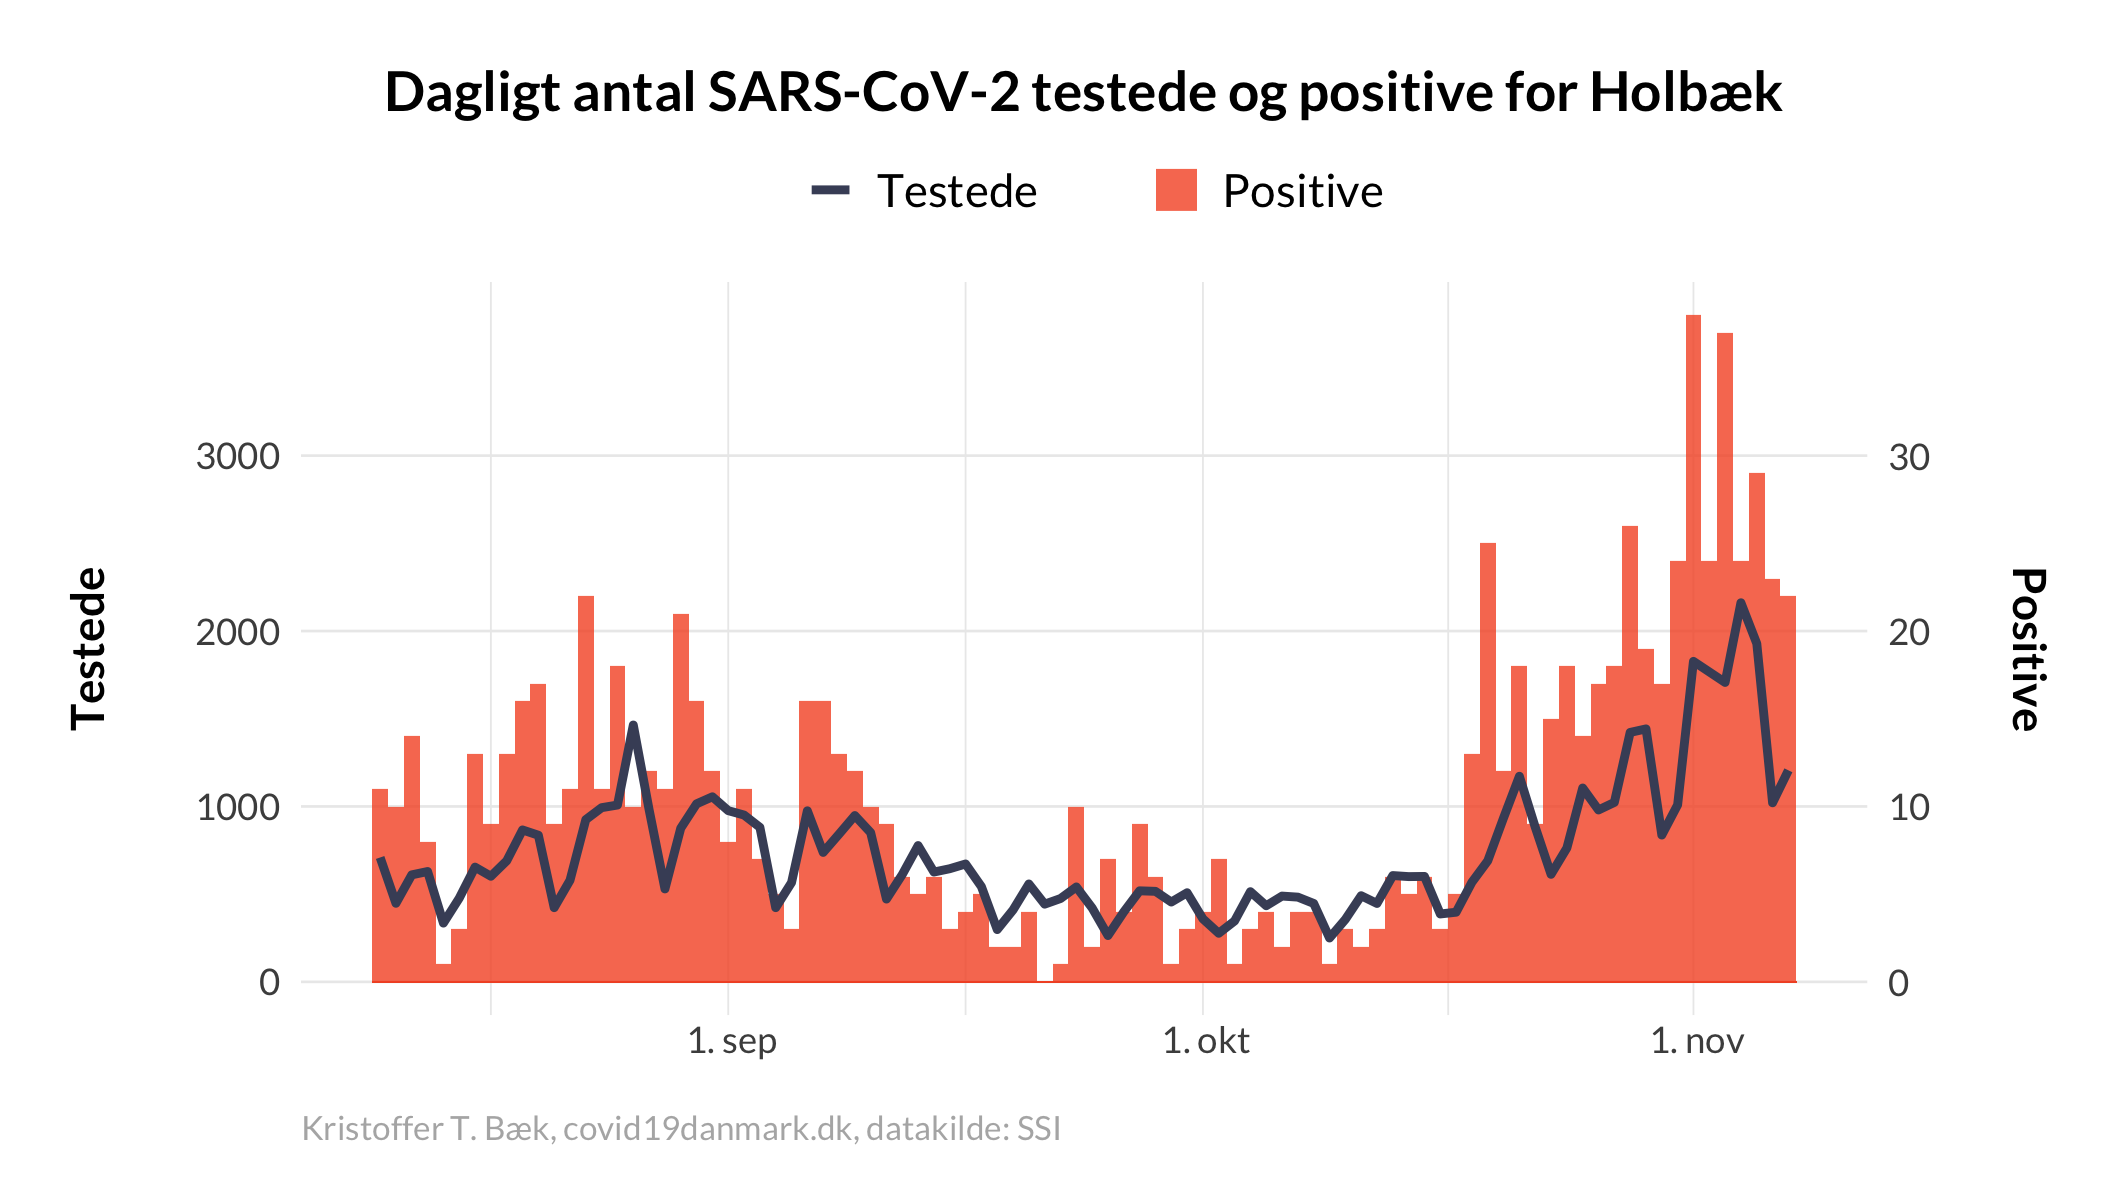 Dagligt antal SARS-CoV-2 testede og positive for Holbæk
Testede
Positive
Testede
3000
2000
1000
0
30
20
10
0
Positive
1. sep
1. okt
1. nov
Kristoffer T. Bæk, covid19danmark.dk, datakilde: SSI